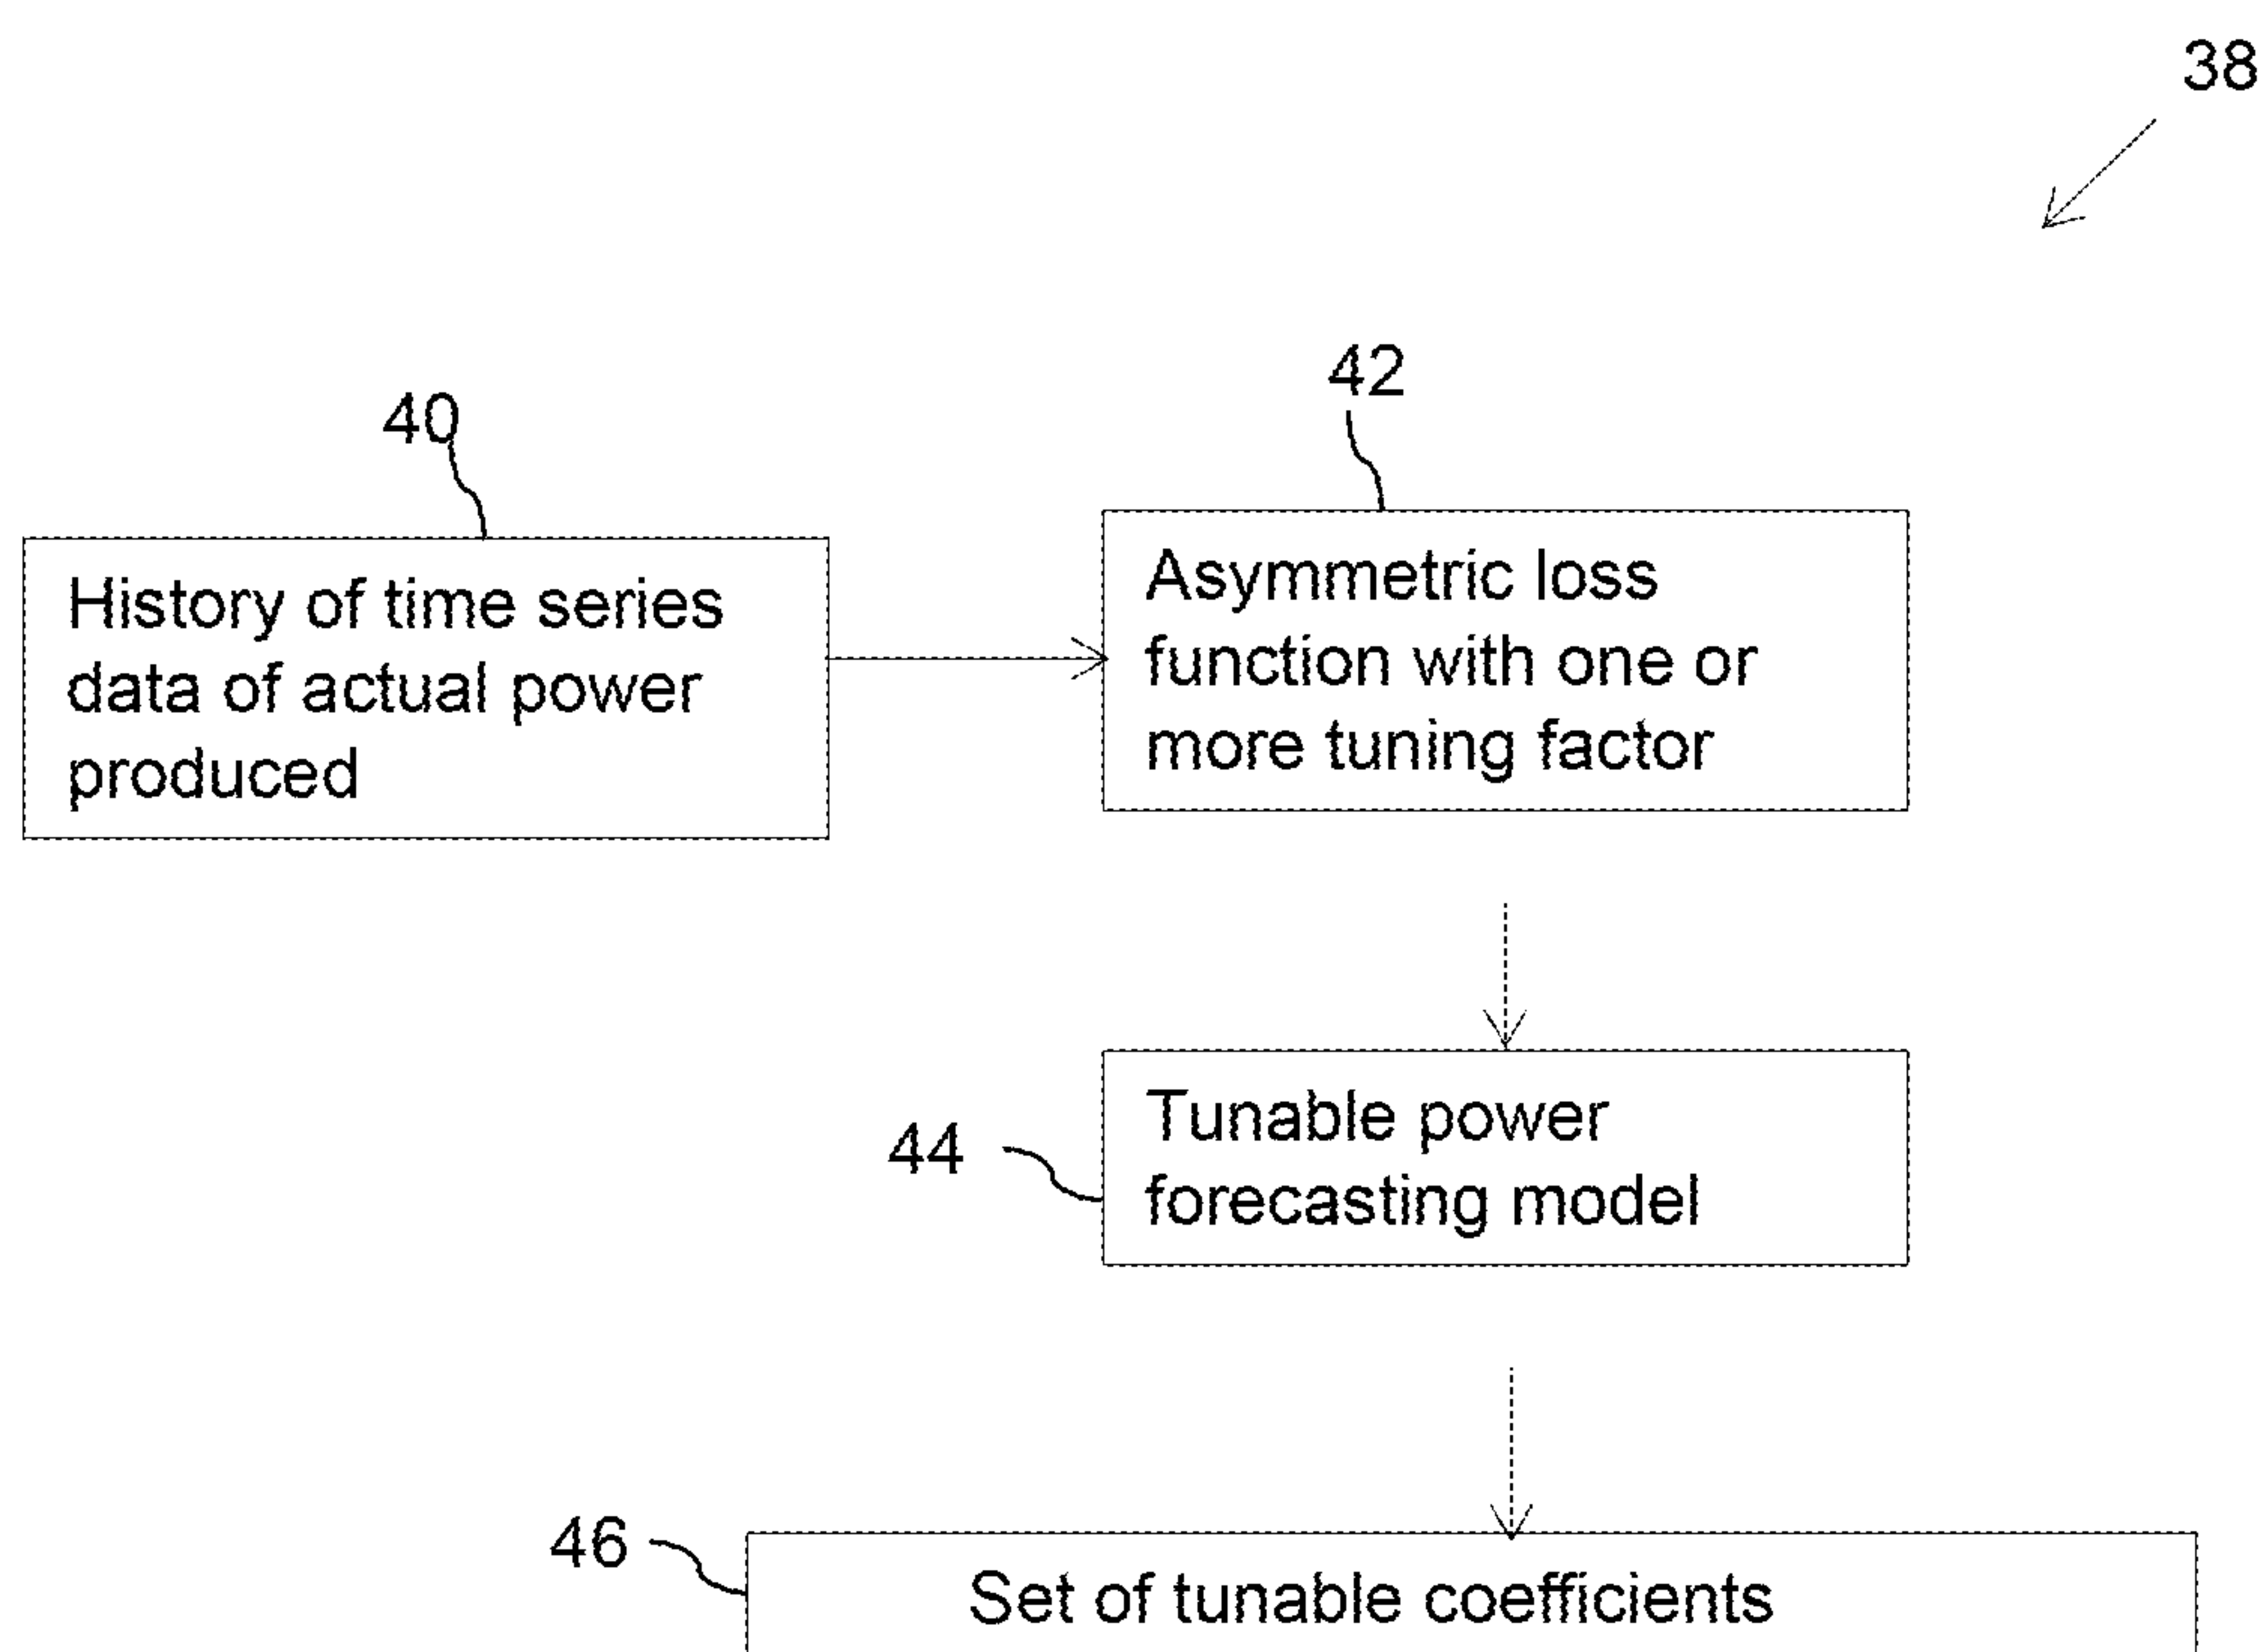 38
40
42
History of time series
data of actual power
produced
Asymmetric loss
function with one or
more tuning factor
44
Tunable power
forecasting model
46
Set of tunable coefficients